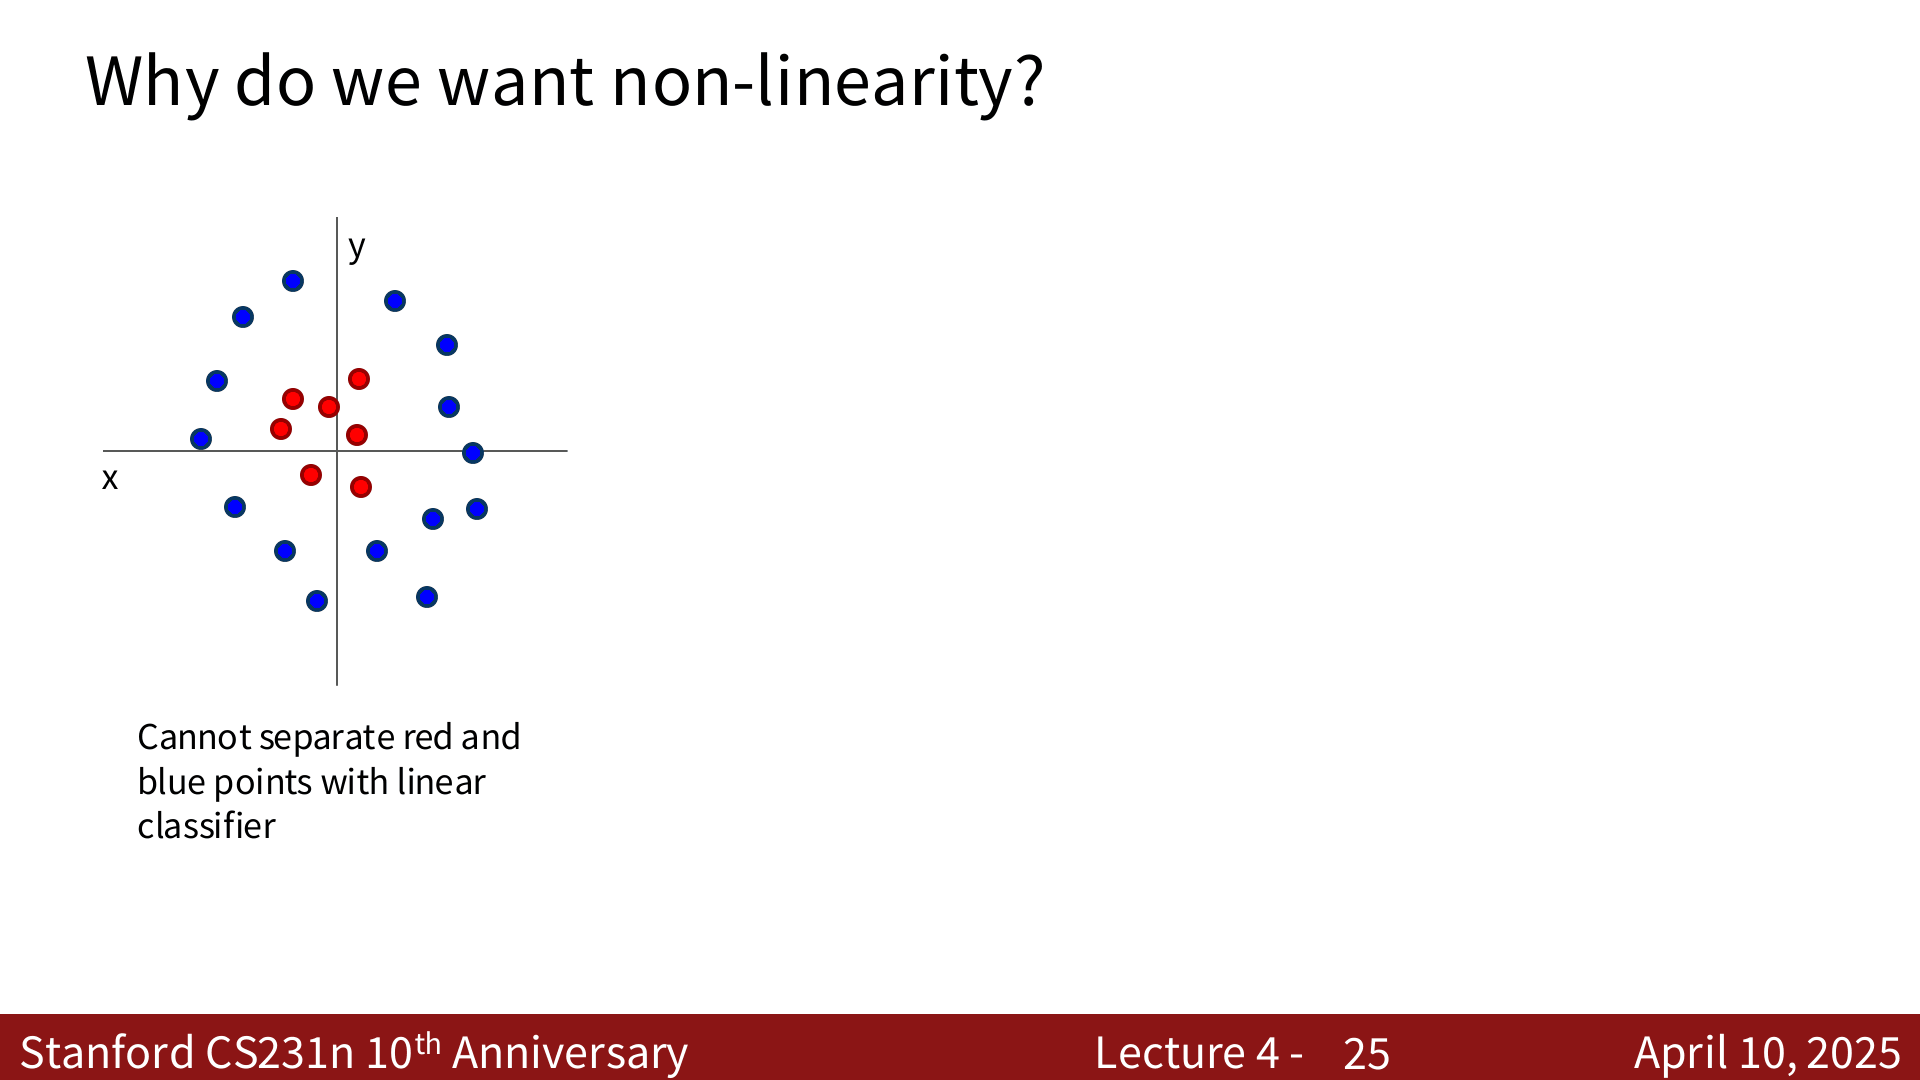 Why do we want non-linearity?
y
x
Cannot separate red and
blue points with linear
classifier
Stanford CS231n 10th Anniversary
Lecture 4 - 25
April 10, 2025